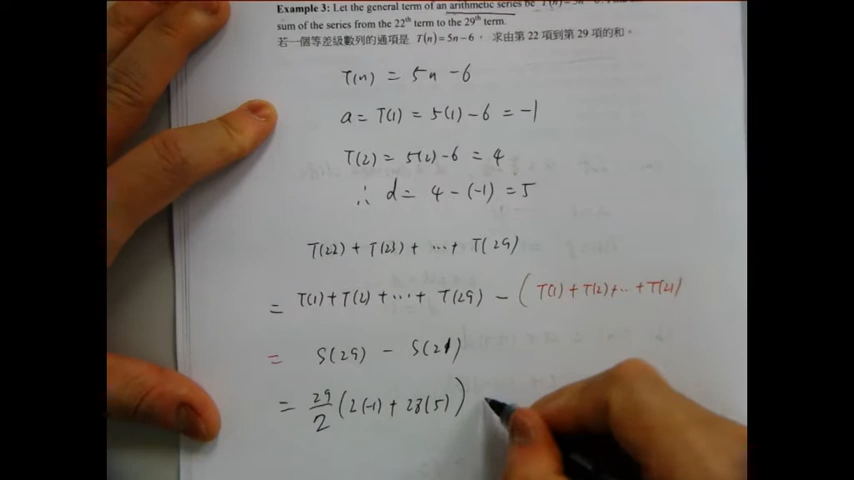 Example 3: Let the general term of an arithmetic series be T(n) = 5n − 6.
sum of the series from the 22th term to the 29th term.
若一個等差級數列的通項是 T(n) = 5n − 6 , 求由第 22 項到第 29 項的和。
T(n) = 5n − 6
a = T(1) = 5(1) − 6 = −1
T(2) = 5(2) − 6 = 4
∴ d = 4 − (−1) = 5
T(22) + T(23) + ... + T(29)
= T(1) + T(2) + ... + T(29) − (T(1) + T(2) + ... + T(21)
= S(29) − S(21)
= 29/2 (2(−1) + 28(5))